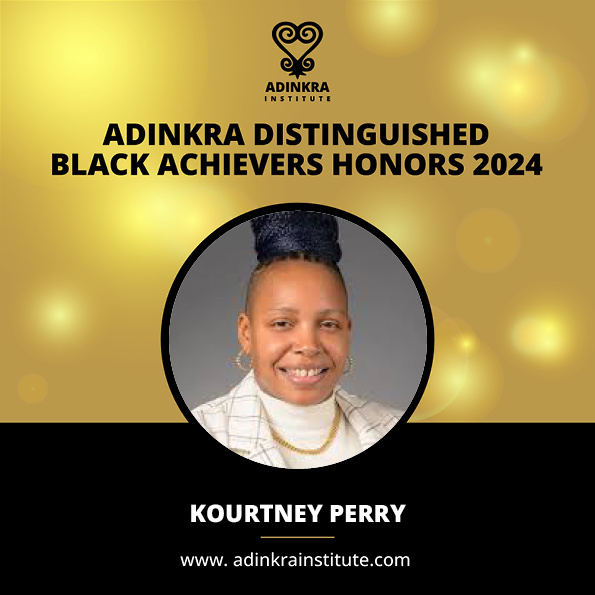 ADINKRA
INSTITUTE
ADINKRA DISTINGUISHED
BLACK ACHIEVERS HONORS 2024
KOURTNEY PERRY
www. adinkrainstitute.com